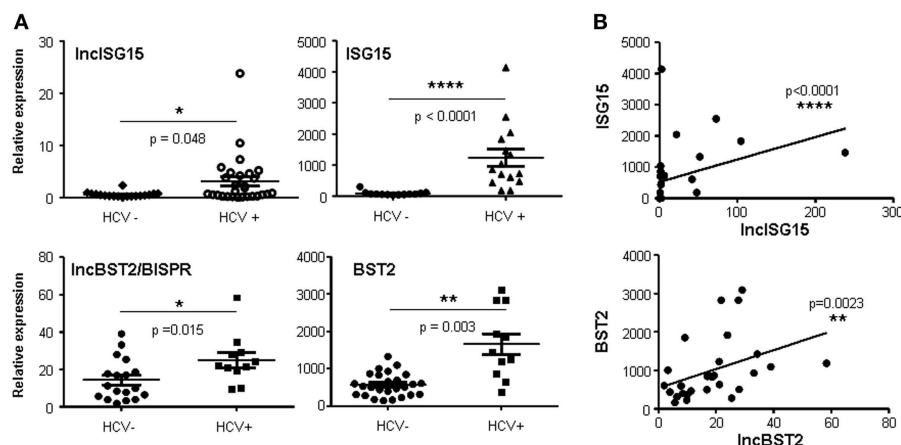 A
B
lncISG15
ISG15
Relative expression
30
20
10
0
*
p = 0.048
HCV -
HCV +
5000
4000
3000
2000
1000
0
****
p < 0.0001
HCV -
HCV +
ISG15
5000
4000
3000
2000
1000
0
p<0.0001
****
0
100
200
300
lncISG15
lncBST2/BISPR
BST2
Relative expression
80
60
40
20
0
*
p =0.015
HCV-
HCV+
4000
3000
2000
1000
0
**
p = 0.003
HCV-
HCV+
BST2
4000
3000
2000
1000
0
p=0.0023
**
0
20
40
60
80
lncBST2